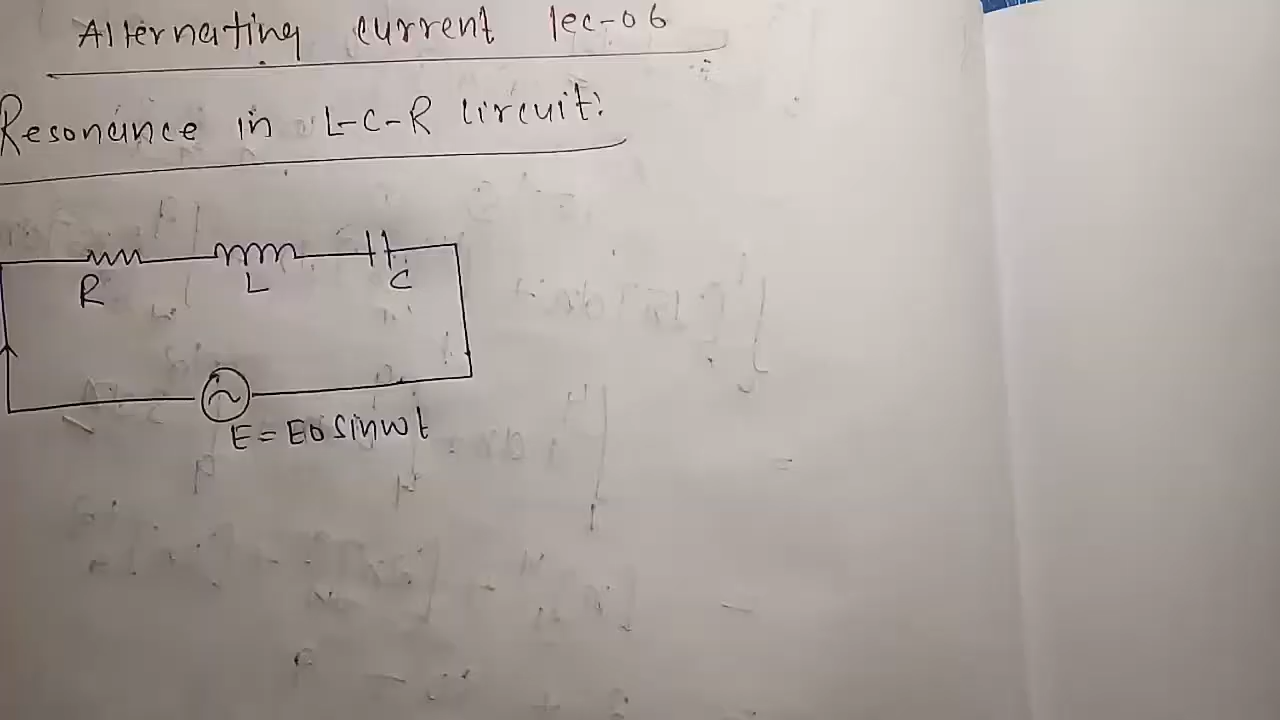 Alternating current lec-06
Resonance in L-C-R circuit:
R L C
E = E0 sinwt